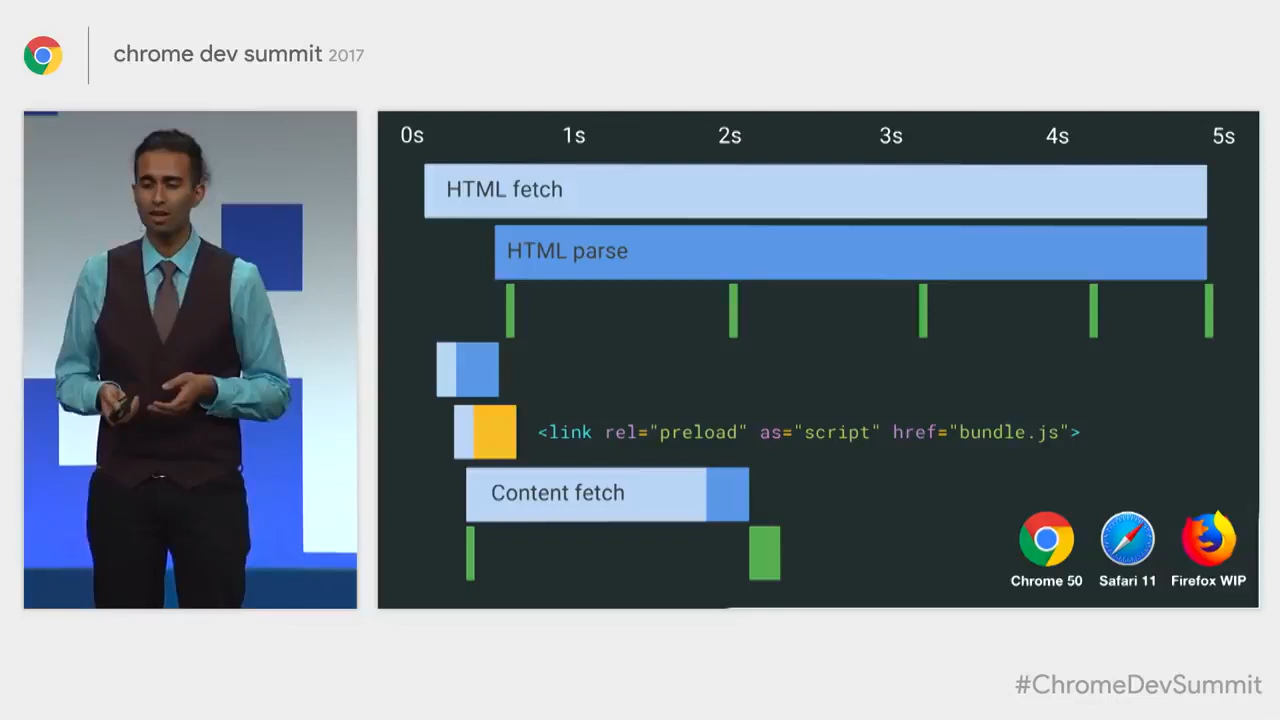 chrome dev summit 2017
0s 1s 2s 3s 4s 5s
HTML fetch
HTML parse
<link rel="preload" as="script" href="bundle.js">
Content fetch
Chrome 50 Safari 11 Firefox WIP
#ChromeDevSummit